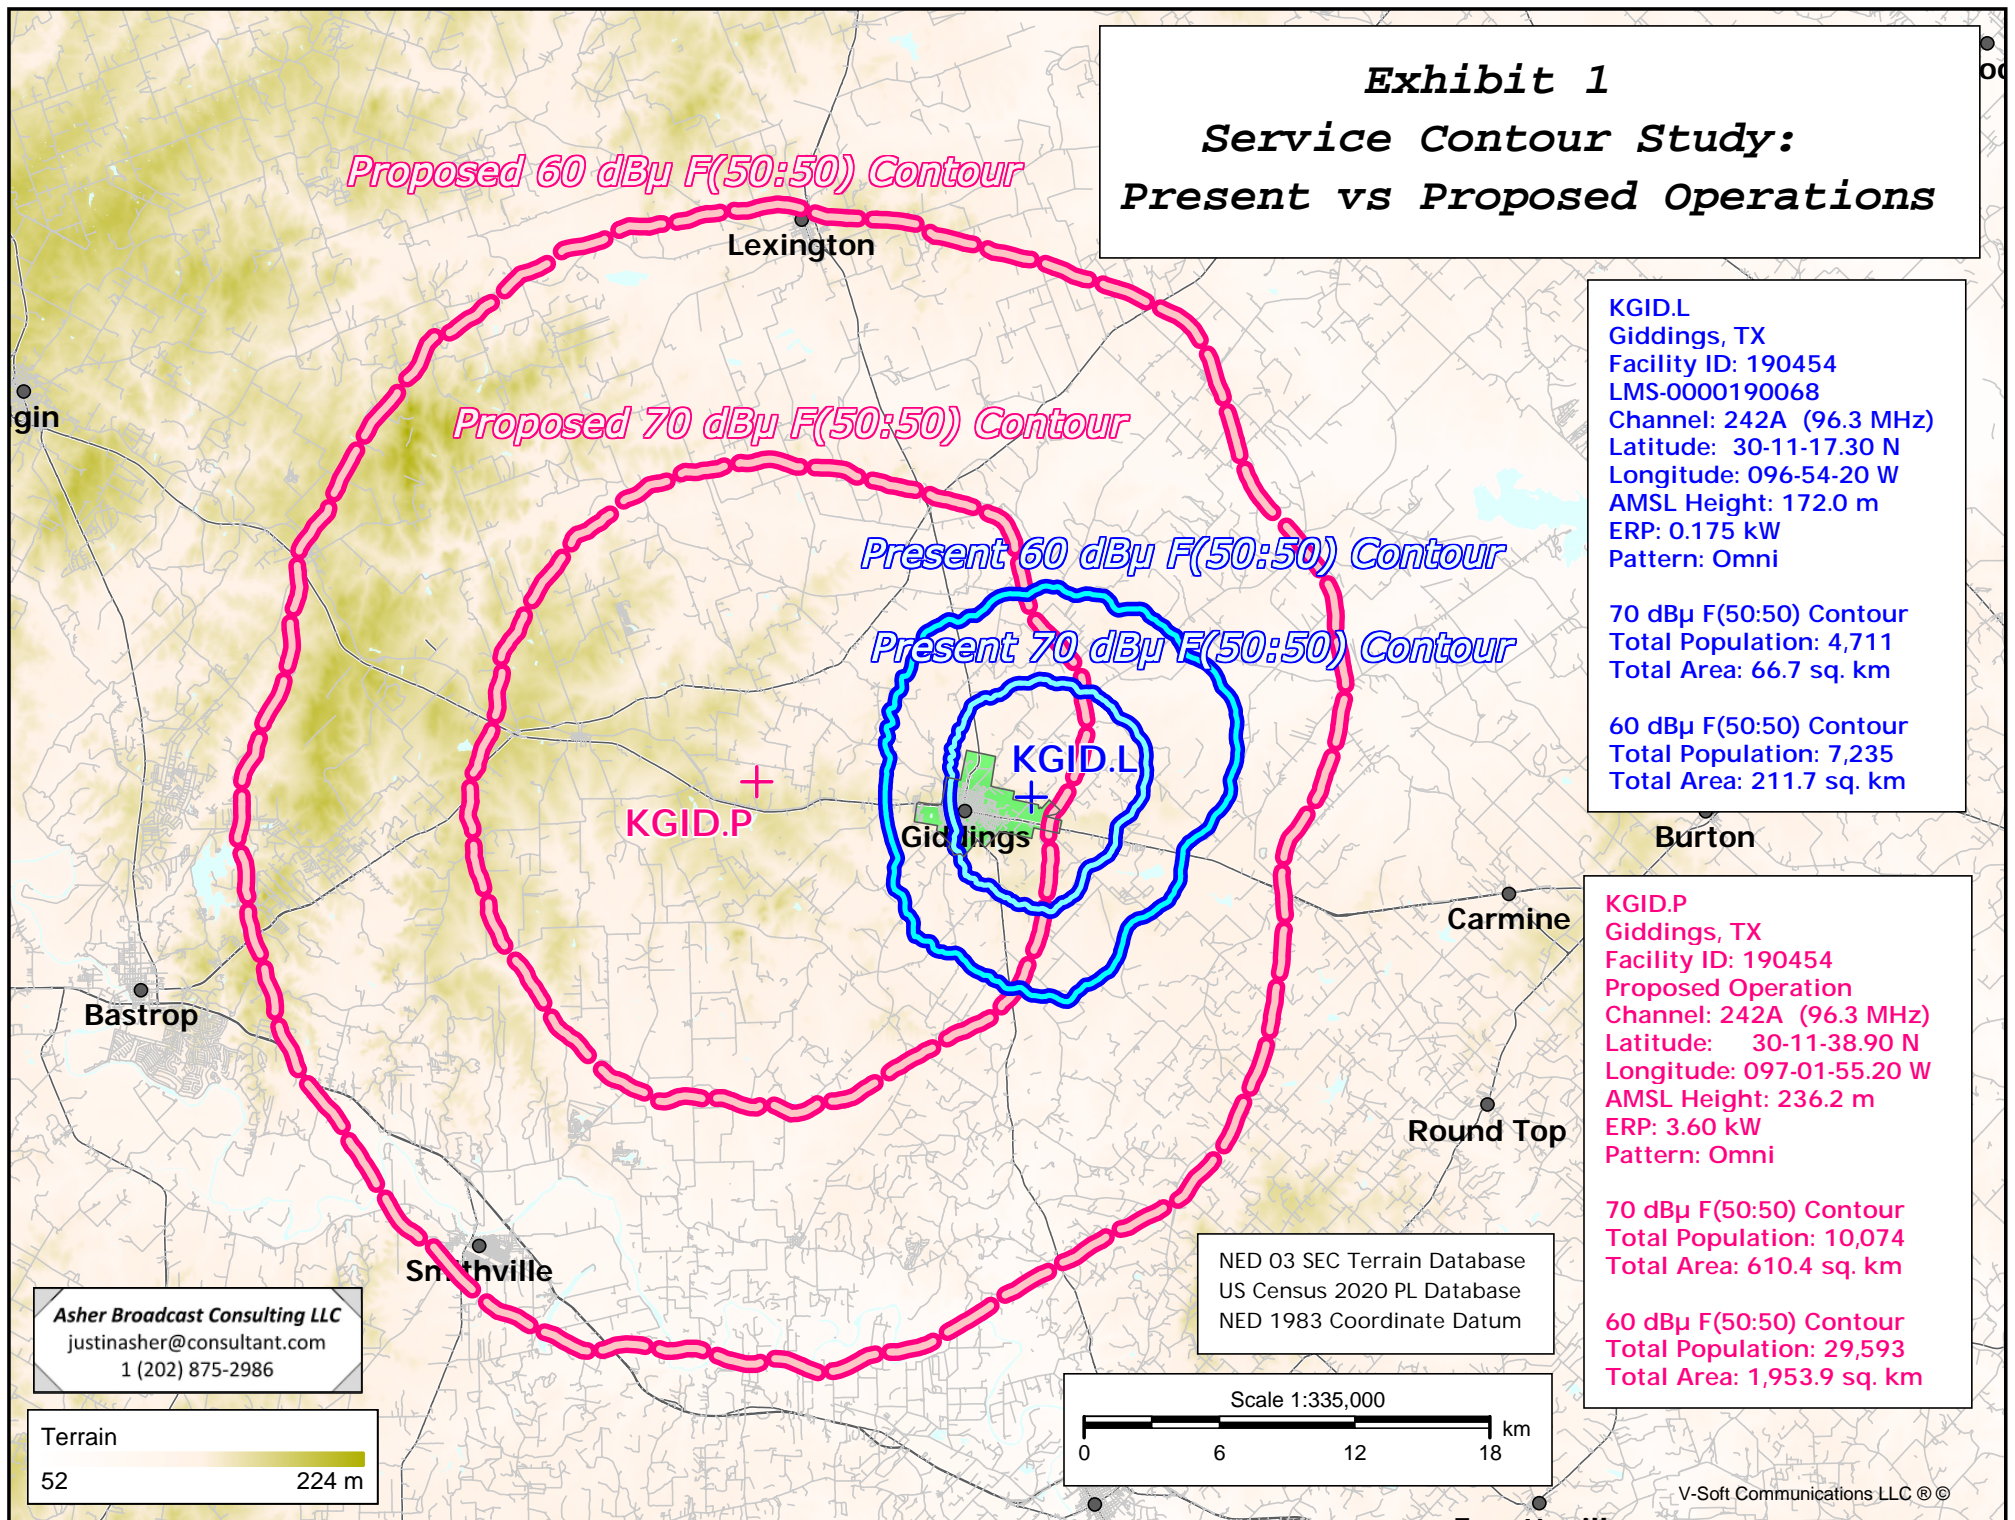 Exhibit 1
Service Contour Study:
Present vs Proposed Operations
Proposed 60 dBµ F(50:50) Contour
Lexington
Proposed 70 dBµ F(50:50) Contour
Present 60 dBµ F(50:50) Contour
Present 70 dBµ F(50:50) Contour
KGID.L
KGID.P
Giddings
gin
Bastrop
Smithville
Burton
Carmine
Round Top
KGID.L
Giddings, TX
Facility ID: 190454
LMS-0000190068
Channel: 242A (96.3 MHz)
Latitude: 30-11-17.30 N
Longitude: 096-54-20 W
AMSL Height: 172.0 m
ERP: 0.175 kW
Pattern: Omni
70 dBµ F(50:50) Contour
Total Population: 4,711
Total Area: 66.7 sq. km
60 dBµ F(50:50) Contour
Total Population: 7,235
Total Area: 211.7 sq. km
KGID.P
Giddings, TX
Facility ID: 190454
Proposed Operation
Channel: 242A (96.3 MHz)
Latitude: 30-11-38.90 N
Longitude: 097-01-55.20 W
AMSL Height: 236.2 m
ERP: 3.60 kW
Pattern: Omni
70 dBµ F(50:50) Contour
Total Population: 10,074
Total Area: 610.4 sq. km
60 dBµ F(50:50) Contour
Total Population: 29,593
Total Area: 1,953.9 sq. km
NED 03 SEC Terrain Database
US Census 2020 PL Database
NED 1983 Coordinate Datum
Asher Broadcast Consulting LLC
justinasher@consultant.com
1 (202) 875-2986
Terrain
52 224 m
Scale 1:335,000
km
0 6 12 18
V-Soft Communications LLC ® ©